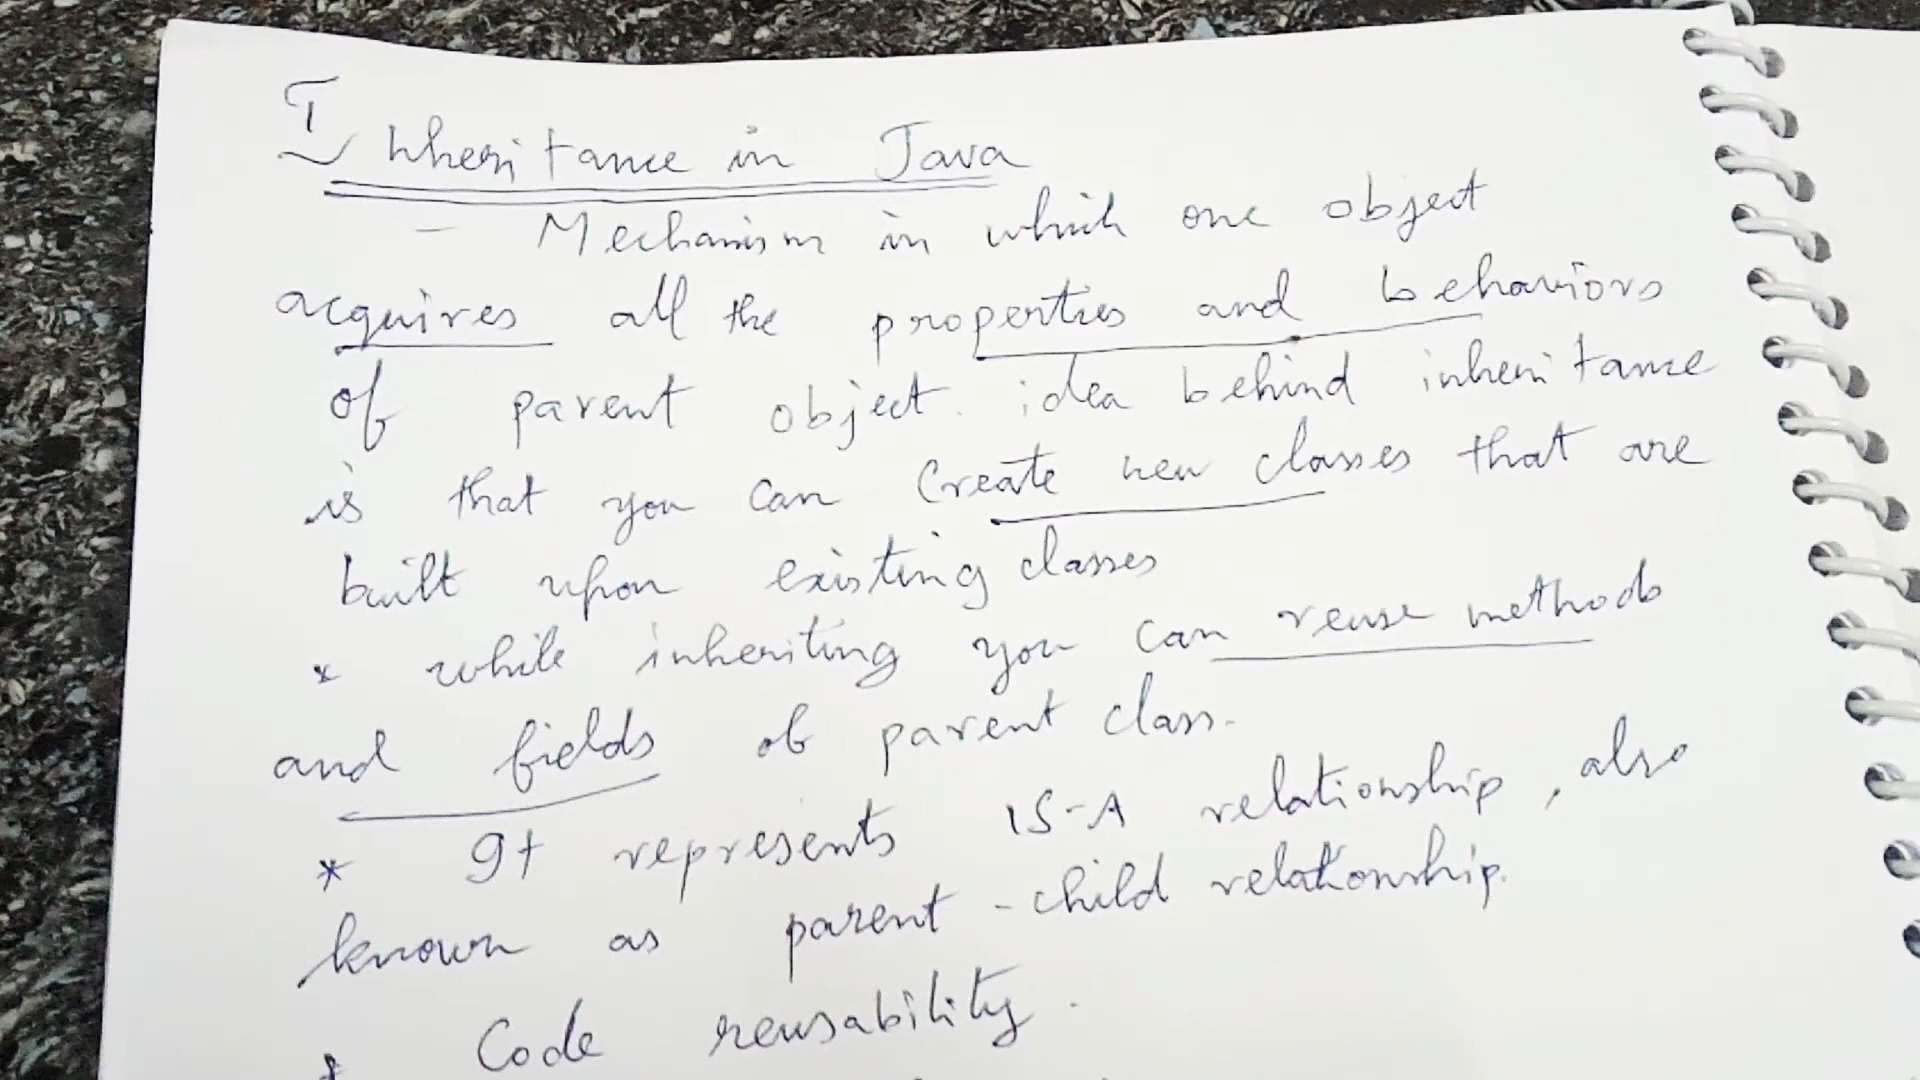 Inheritance in Java
- Mechanism in which one object
acquires all the properties and behaviors
of parent object. idea behind inheritance
is that you can Create new classes that are
built upon existing classes
* while inheriting you can reuse methods
and fields of parent class.
* It represents IS-A relationship, also
known as parent-child relationship.
* Code reusability.